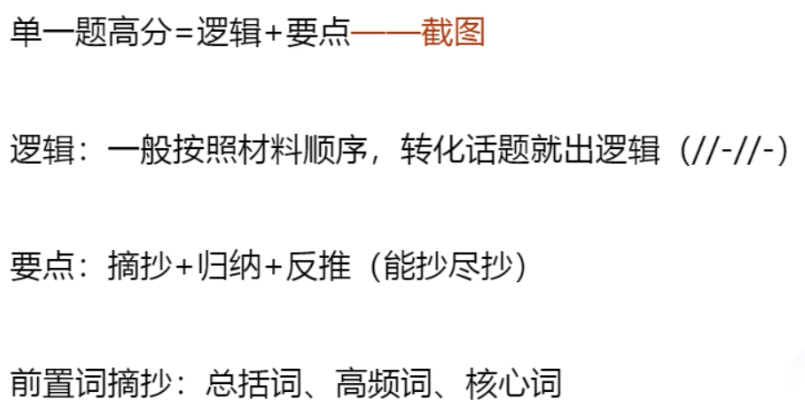 单一题高分=逻辑+要点——截图
逻辑：一般按照材料顺序，转化话题就出逻辑（//-//-）
要点：摘抄+归纳+反推（能抄尽抄）
前置词摘抄：总括词、高频词、核心词